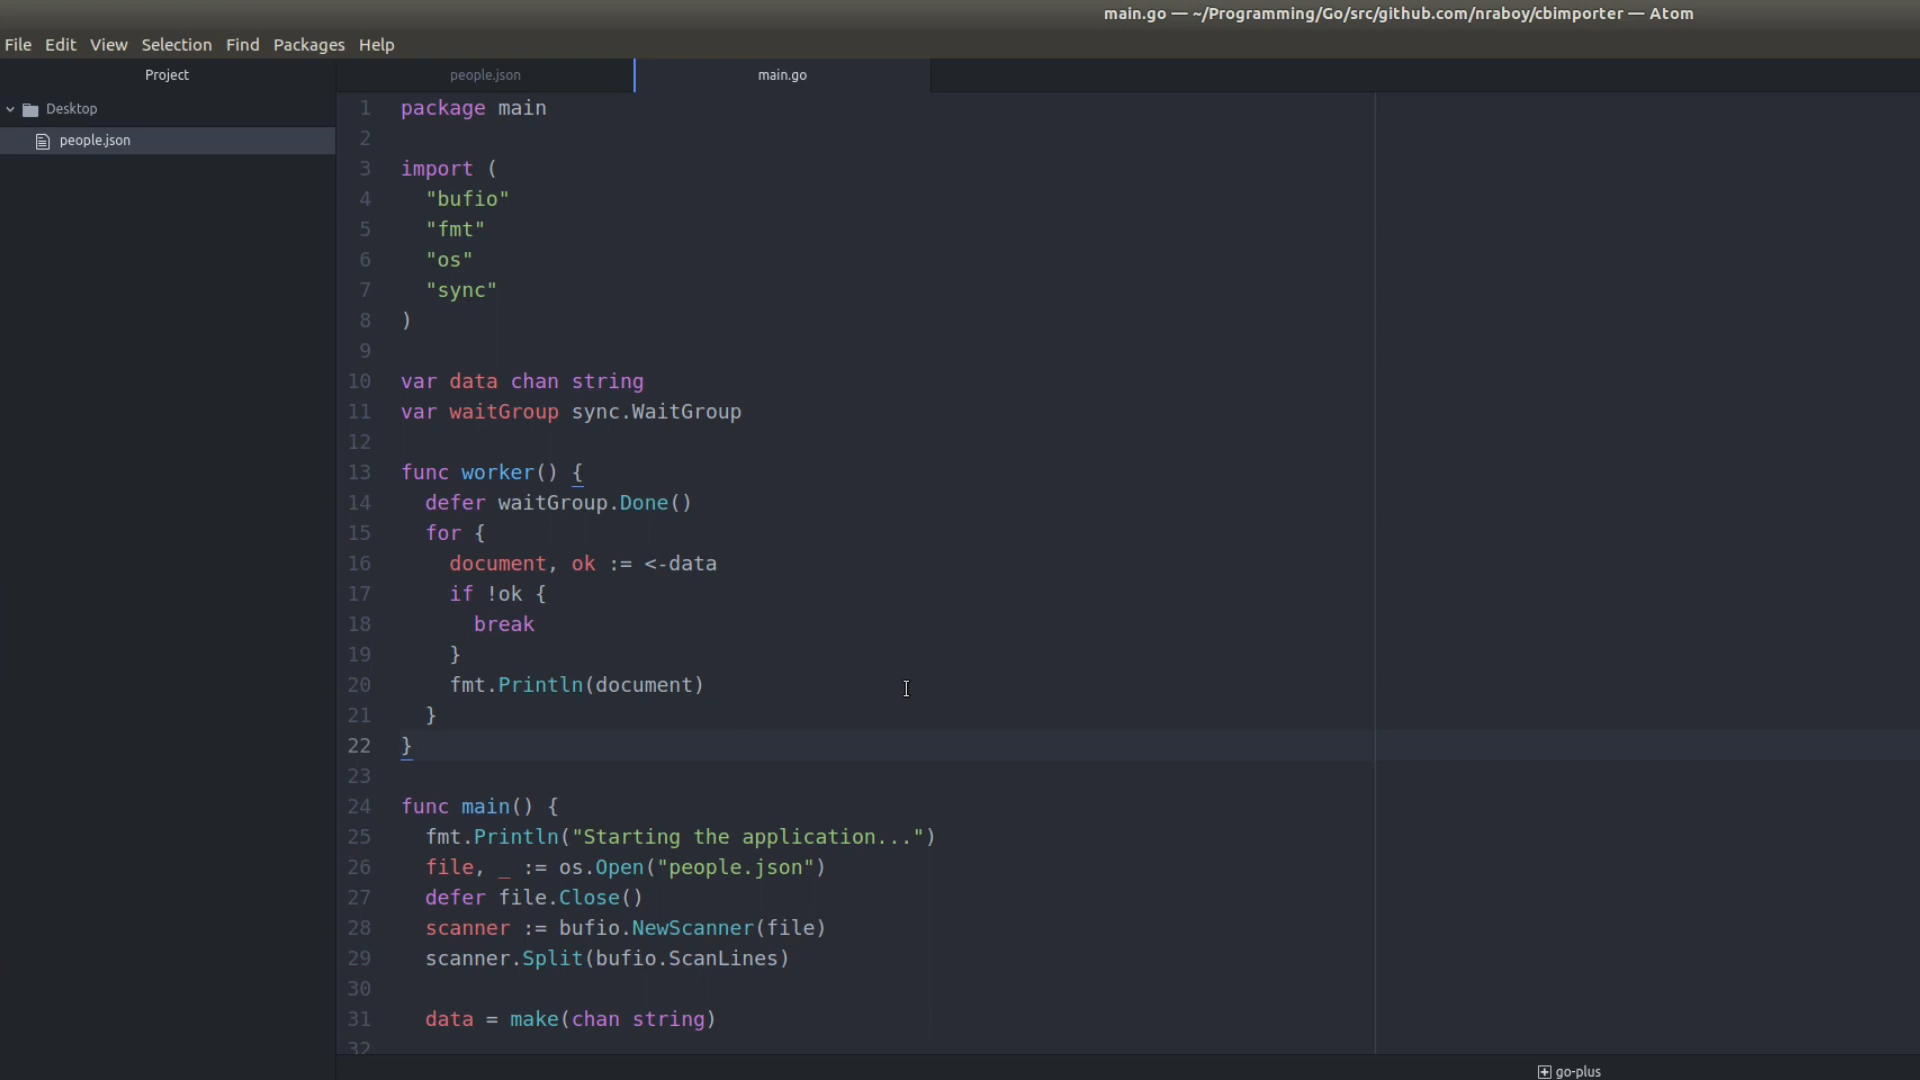 main.go — ~/Programming/Go/src/github.com/nraboy/cbimporter — Atom
File Edit View Selection Find Packages Help
Project
people.json
main.go
Desktop
people.json
1 package main
2
3 import (
4 "bufio"
5 "fmt"
6 "os"
7 "sync"
8 )
9
10 var data chan string
11 var waitGroup sync.WaitGroup
12
13 func worker() {
14 defer waitGroup.Done()
15 for {
16 document, ok := <-data
17 if !ok {
18 break
19 }
20 fmt.Println(document)
21 }
22 }
23
24 func main() {
25 fmt.Println("Starting the application...")
26 file, _ := os.Open("people.json")
27 defer file.Close()
28 scanner := bufio.NewScanner(file)
29 scanner.Split(bufio.ScanLines)
30
31 data = make(chan string)
32
go-plus